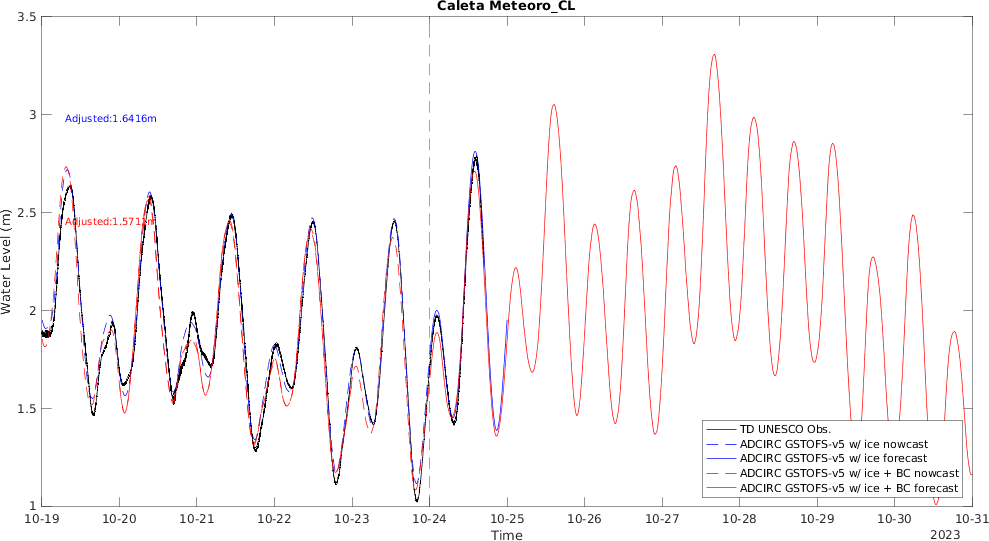 Caleta Meteoro_CL
Water Level (m)
3.5
3
2.5
2
1.5
1
Adjusted:1.6416m
Adjusted:1.5712m
TD UNESCO Obs.
ADCIRC GSTOFS-v5 w/ ice nowcast
ADCIRC GSTOFS-v5 w/ ice forecast
ADCIRC GSTOFS-v5 w/ ice + BC nowcast
ADCIRC GSTOFS-v5 w/ ice + BC forecast
10-19 10-20 10-21 10-22 10-23 10-24 10-25 10-26 10-27 10-28 10-29 10-30 10-31
Time
2023